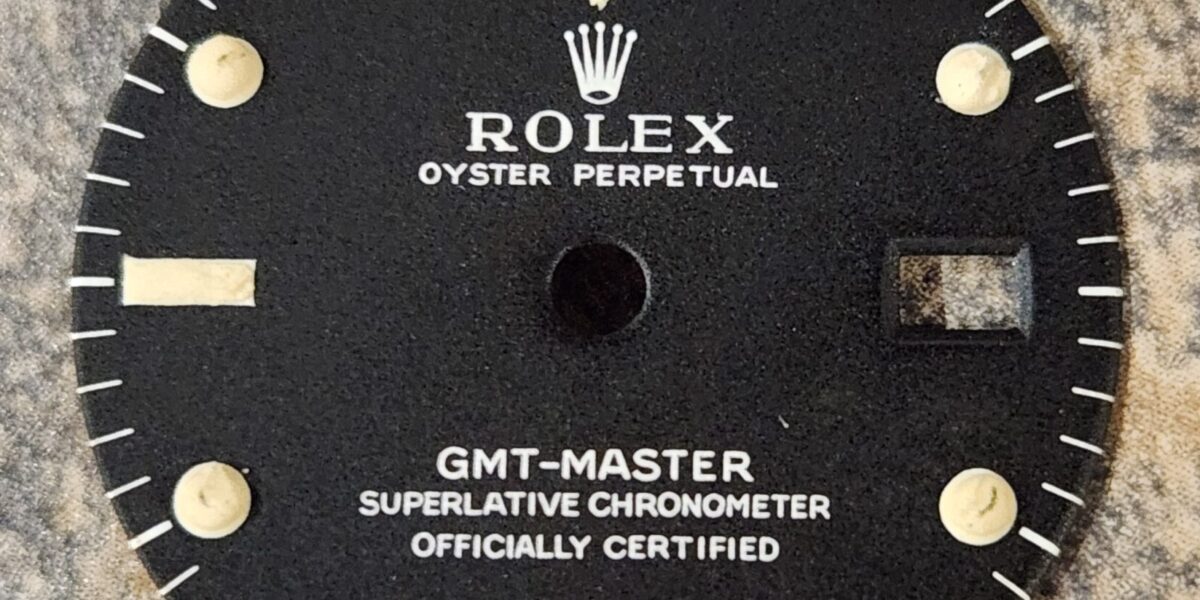 ROLEX
OYSTER PERPETUAL
GMT-MASTER
SUPERLATIVE CHRONOMETER
OFFICIALLY CERTIFIED